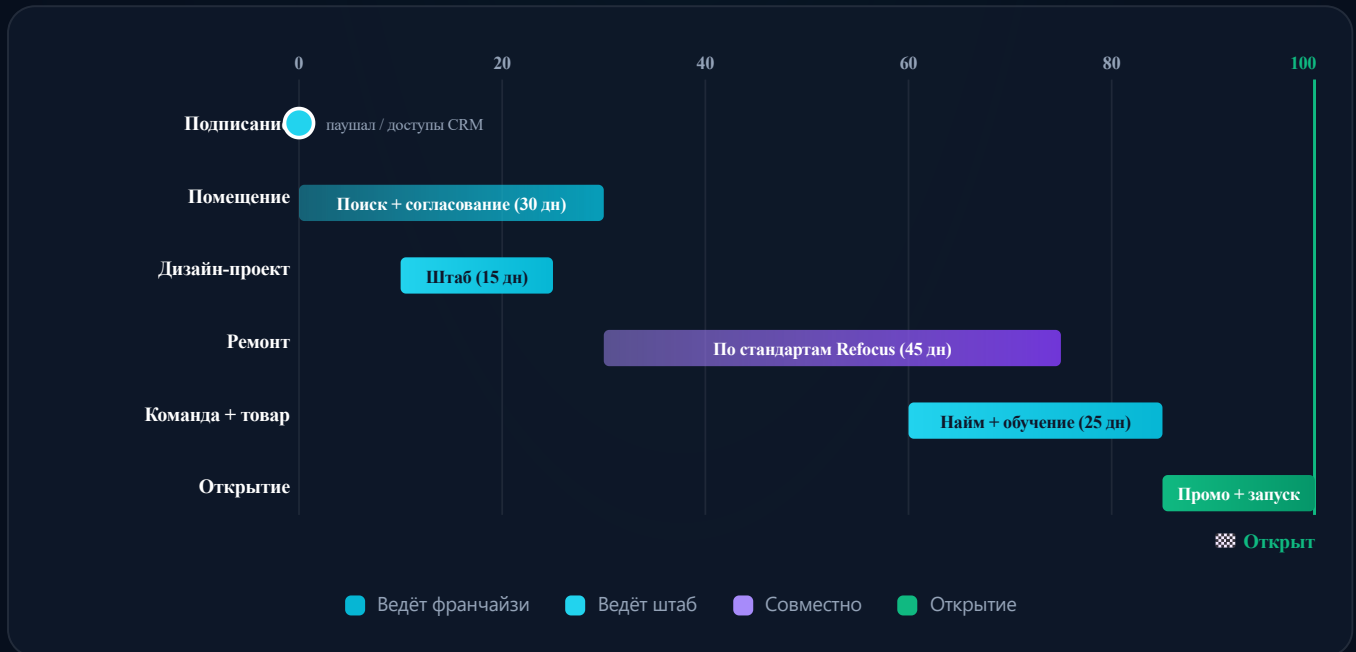 0 20 40 60 80 100
Подписани
паушал / доступы CRM
Помещение
Поиск + согласование (30 дн)
Дизайн-проект
Штаб (15 дн)
Ремонт
По стандартам Refocus (45 дн)
Команда + товар
Найм + обучение (25 дн)
Открытие
Промо + запуск
Открыт
Ведёт франчайзи
Ведёт штаб
Совместно
Открытие